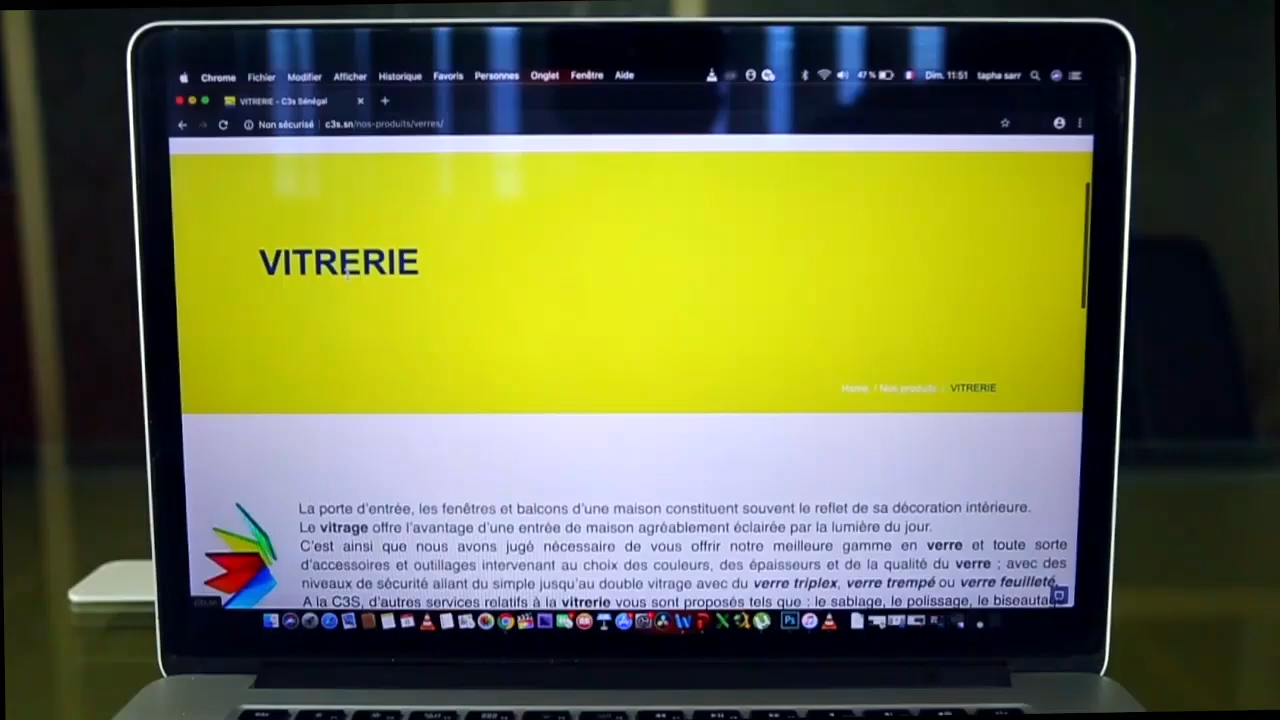 Chrome Fichier Modifier Afficher Historique Favoris Personnes Onglet Fenêtre Aide 47 % Dim. 11:51 tapha sarr
VITRERIE - C3s Sénégal
Non sécurisé c3s.sn/nos-produits/verres/
VITRERIE
Home / Nos produits VITRERIE
La porte d'entrée, les fenêtres et balcons d'une maison constituent souvent le reflet de sa décoration intérieure.
Le vitrage offre l'avantage d'une entrée de maison agréablement éclairée par la lumière du jour.
C'est ainsi que nous avons jugé nécessaire de vous offrir notre meilleure gamme en verre et toute sorte
d'accessoires et outillages intervenant au choix des couleurs, des épaisseurs et de la qualité du verre ; avec des
niveaux de sécurité allant du simple jusqu'au double vitrage avec du verre triplex, verre trempé ou verre feuilleté.
A la C3S, d'autres services relatifs à la vitrerie vous sont proposés tels que : le sablage, le polissage, le